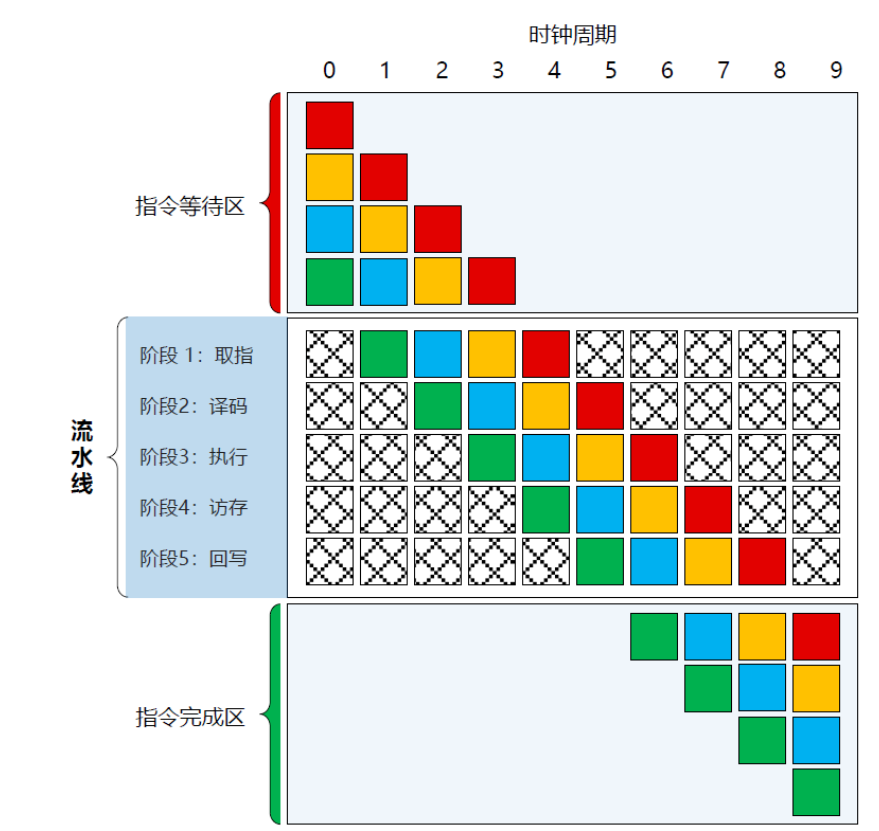 时钟周期
0 1 2 3 4 5 6 7 8 9
指令等待区
流水线
阶段 1：取指
阶段2：译码
阶段3：执行
阶段4：访存
阶段5：回写
指令完成区